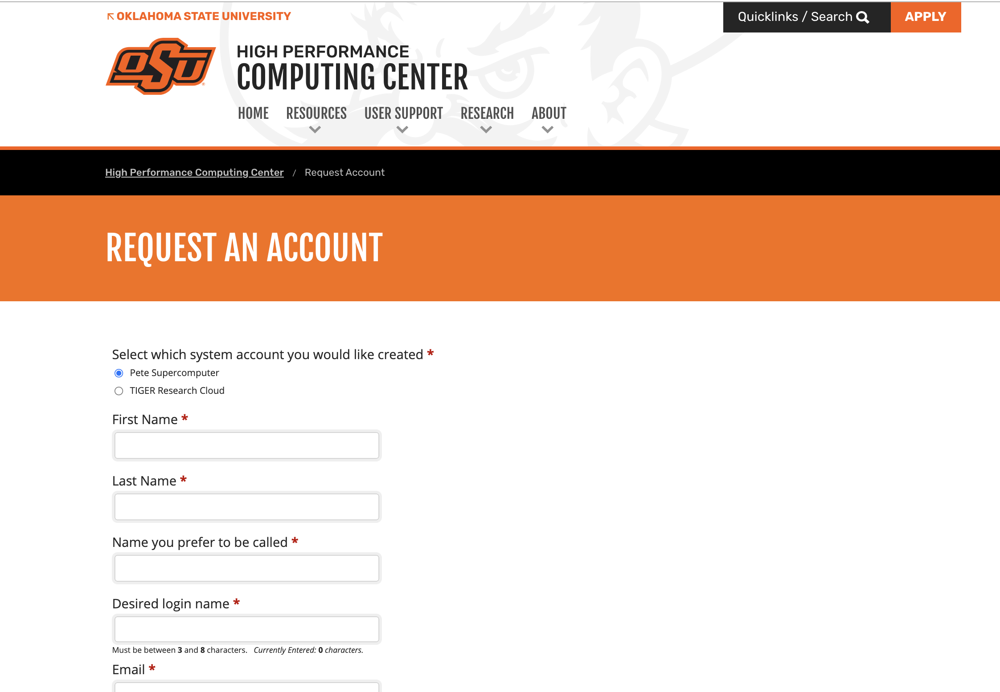 OKLAHOMA STATE UNIVERSITY
Quicklinks / Search
APPLY
OSU
®
HIGH PERFORMANCE
COMPUTING CENTER
HOME RESOURCES USER SUPPORT RESEARCH ABOUT
High Performance Computing Center / Request Account
REQUEST AN ACCOUNT
Select which system account you would like created *
Pete Supercomputer
TIGER Research Cloud
First Name *
Last Name *
Name you prefer to be called *
Desired login name *
Must be between 3 and 8 characters. Currently Entered: 0 characters.
Email *